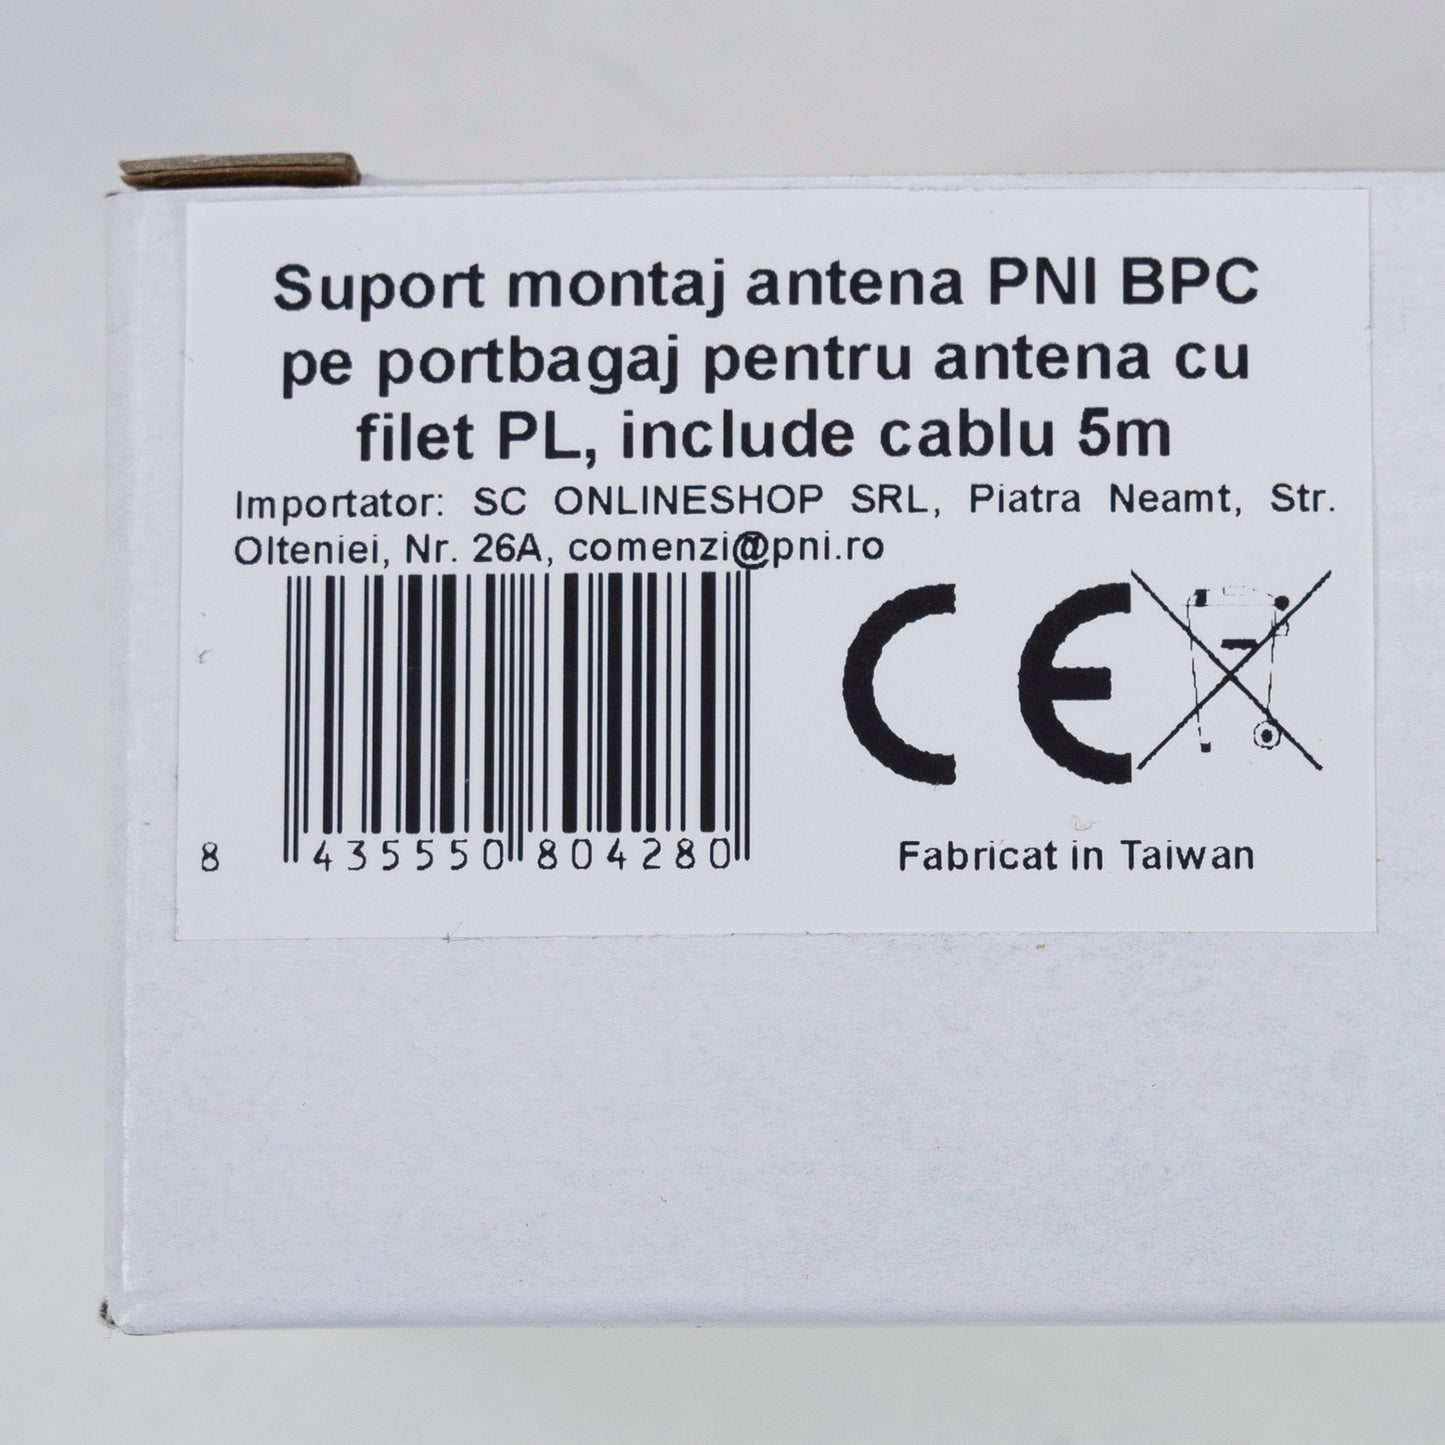 Suport montaj antena PNI BPC
pe portbagaj pentru antena cu
filet PL, include cablu 5m
Importator: SC ONLINESHOP SRL, Piatra Neamt, Str.
Olteniei, Nr. 26A, comenzi@pni.ro
CE
8 435550 804280
Fabricat in Taiwan